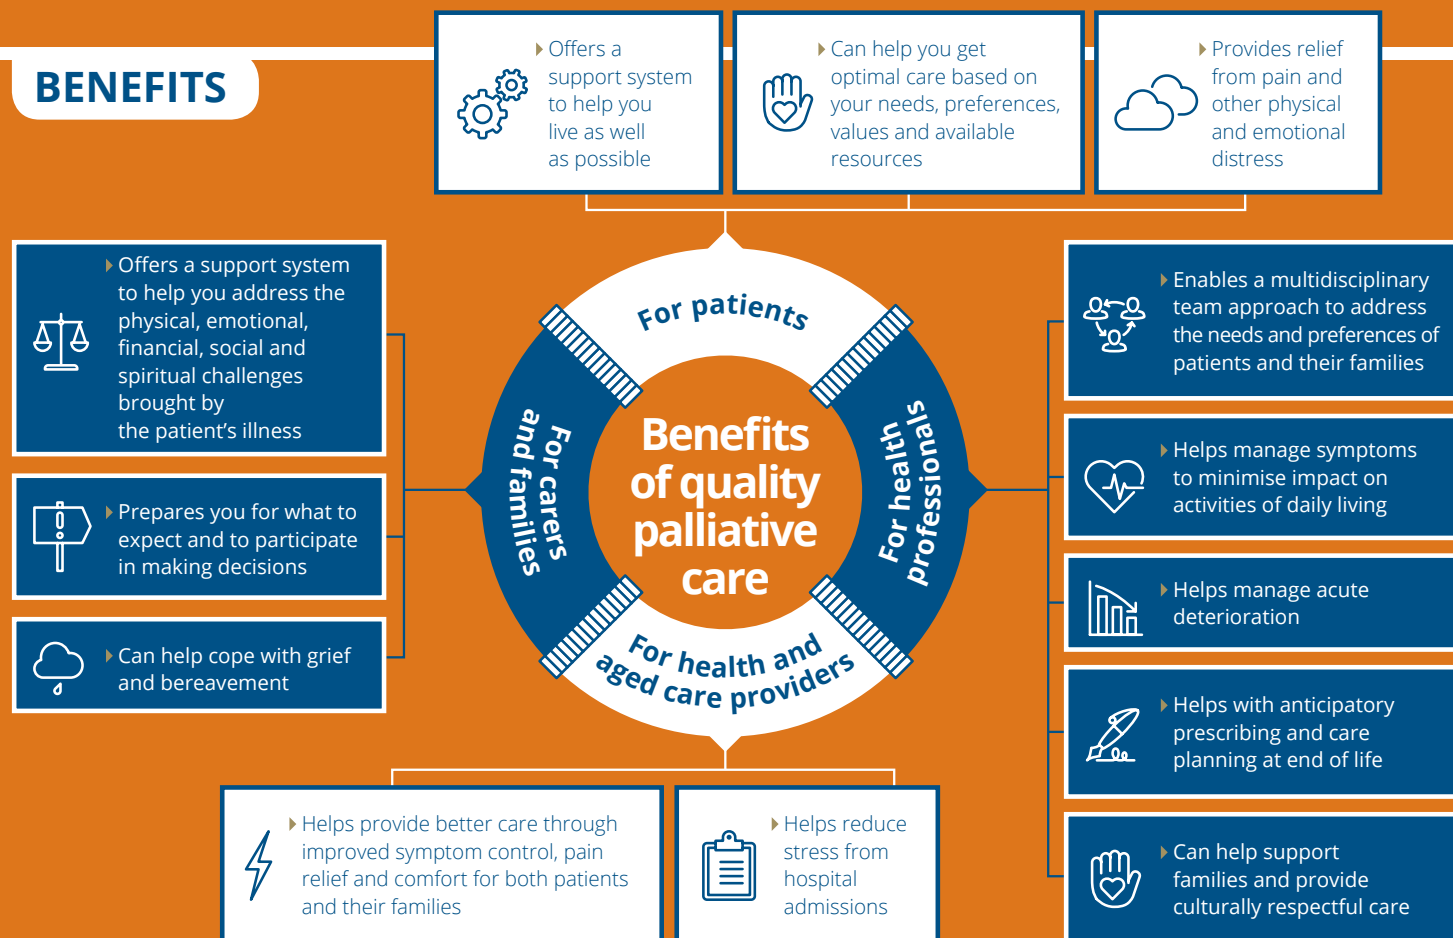 BENEFITS
Offers a
support system
to help you
live as well
as possible
Can help you get
optimal care based on
your needs, preferences,
values and available
resources
Provides relief
from pain and
other physical
and emotional
distress
Offers a support system
to help you address the
physical, emotional,
financial, social and
spiritual challenges
brought by
the patient’s illness
Prepares you for what to
expect and to participate
in making decisions
Can help cope with grief
and bereavement
For patients
For carers
and families
Benefits
of quality
palliative
care
For health
professionals
For health and
aged care providers
Enables a multidisciplinary
team approach to address
the needs and preferences of
patients and their families
Helps manage symptoms
to minimise impact on
activities of daily living
Helps manage acute
deterioration
Helps with anticipatory
prescribing and care
planning at end of life
Can help support
families and provide
culturally respectful care
Helps provide better care through
improved symptom control, pain
relief and comfort for both patients
and their families
Helps reduce
stress from
hospital
admissions